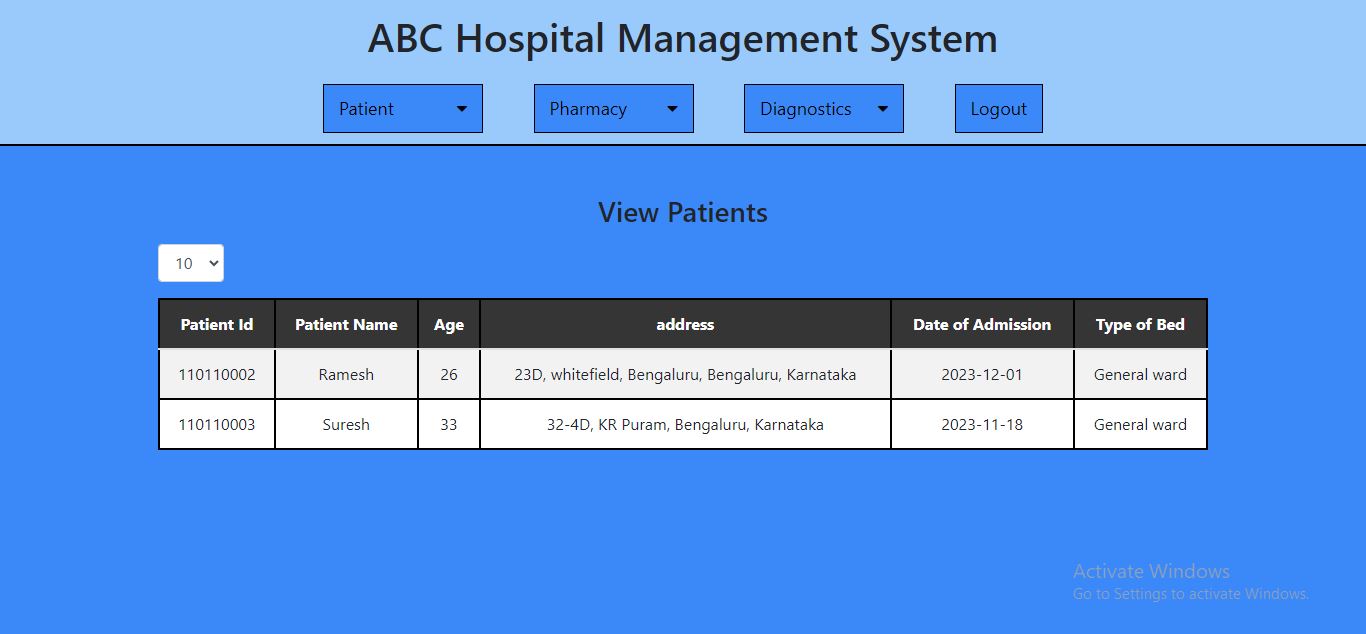 ABC Hospital Management System
Patient Pharmacy Diagnostics Logout
View Patients
10
Patient Id Patient Name Age address Date of Admission Type of Bed
110110002 Ramesh 26 23D, whitefield, Bengaluru, Bengaluru, Karnataka 2023-12-01 General ward
110110003 Suresh 33 32-4D, KR Puram, Bengaluru, Karnataka 2023-11-18 General ward
Activate Windows
Go to Settings to activate Windows.